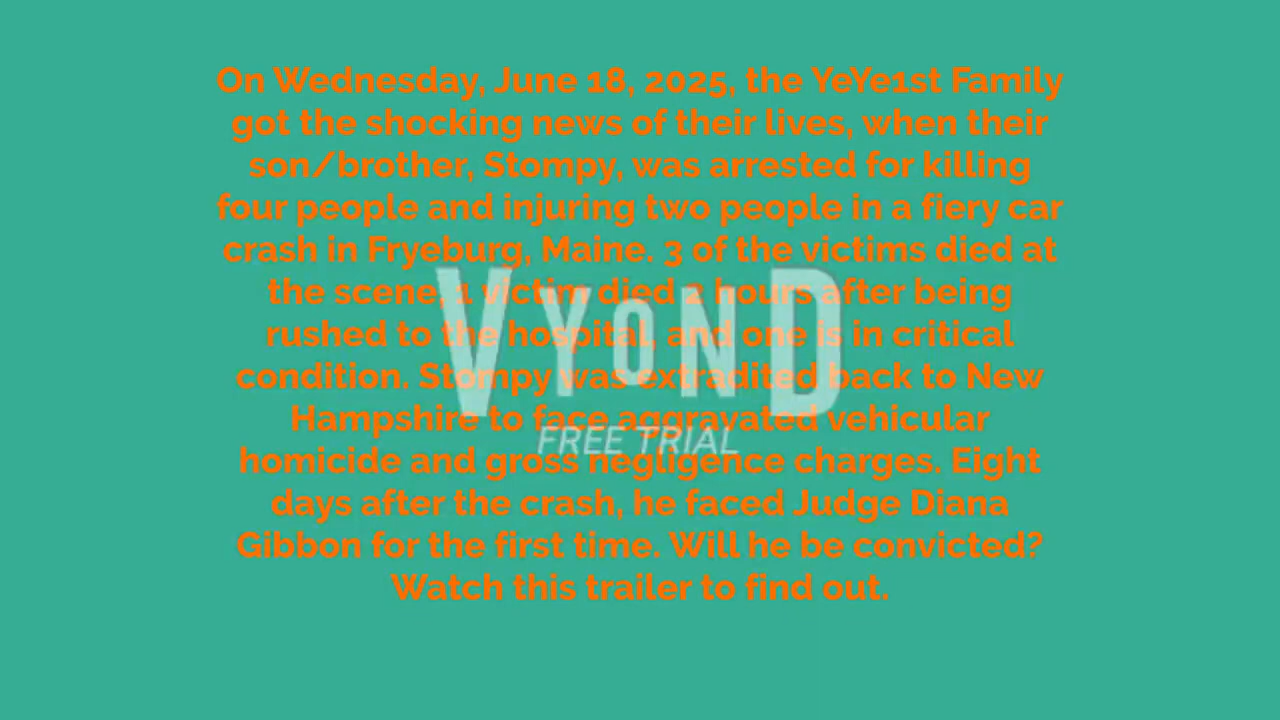 On Wednesday, June 18, 2025, the YeYe1st Family
got the shocking news of their lives, when their
son/brother, Stompy, was arrested for killing
four people and injuring two people in a fiery car
crash in Fryeburg, Maine. 3 of the victims died at
the scene, 1 victim died 2 hours after being
rushed to the hospital, and one is in critical
condition. Stompy was extradited back to New
Hampshire to face aggravated vehicular
homicide and gross negligence charges. Eight
days after the crash, he faced Judge Diana
Gibbon for the first time. Will he be convicted?
Watch this trailer to find out.
VYOND
FREE TRIAL